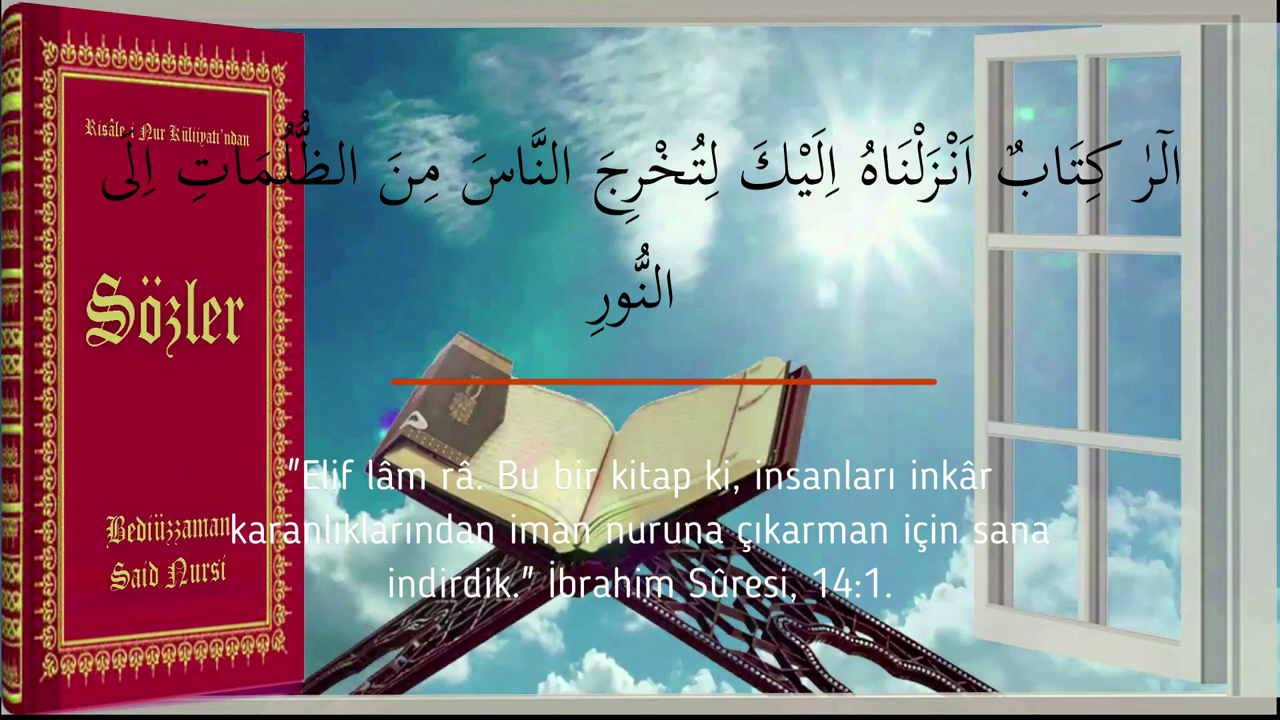 Risâle-i Nur Külliyatı'ndan
Sözler
Bediüzzaman
Said Nursi
الٓرٰ كِتَابٌ اَنْزَلْنَاهُ اِلَيْكَ لِتُخْرِجَ النَّاسَ مِنَ الظُّلُمَاتِ اِلَى
النُّورِ
"Elif lâm râ. Bu bir kitap ki, insanları inkâr
karanlıklarından iman nuruna çıkarman için sana
indirdik." İbrahim Sûresi, 14:1.